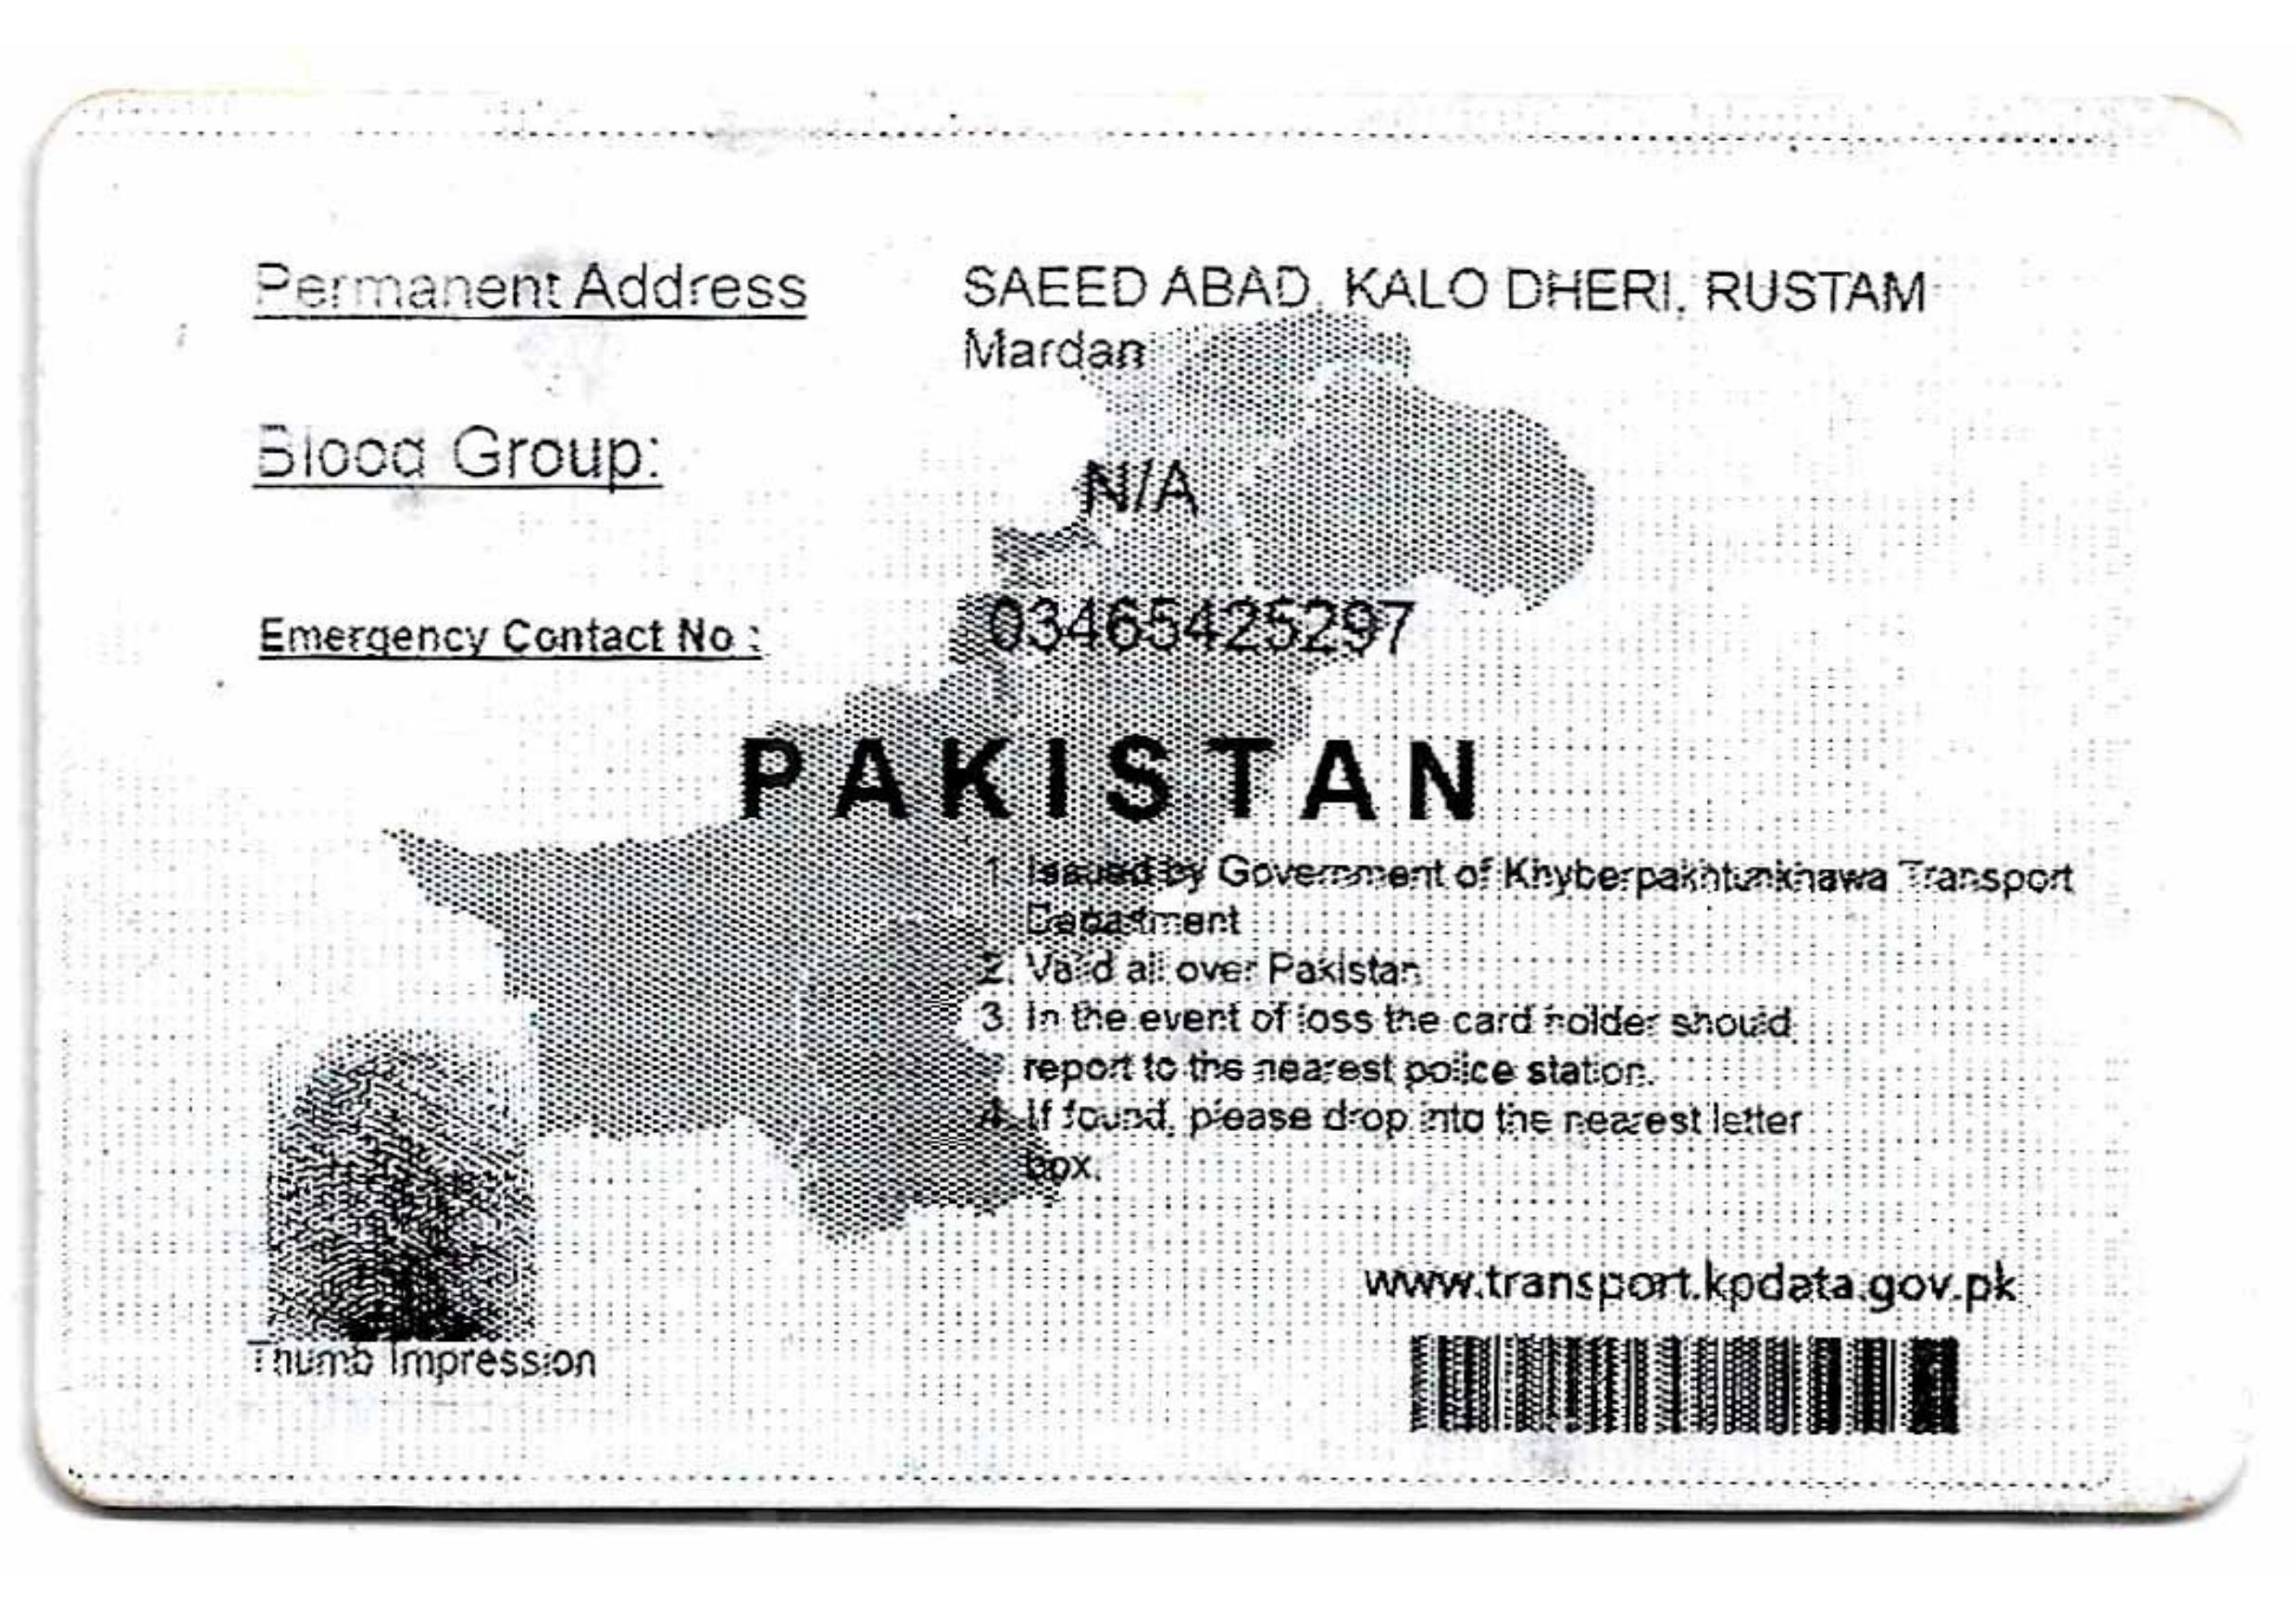 Permanent Address
SAEED ABAD, KALO DHERI, RUSTAM
Mardan
Blood Group:
N/A
Emergency Contact No :
03465425297
PAKISTAN
1. Issued by Government of Khyberpakhtunkhawa Transport
Department
2. Valid all over Pakistan
3. In the event of loss the card holder should
report to the nearest police station.
4. If found, please drop into the nearest letter
box.
Thumb Impression
www.transport.kpdata.gov.pk